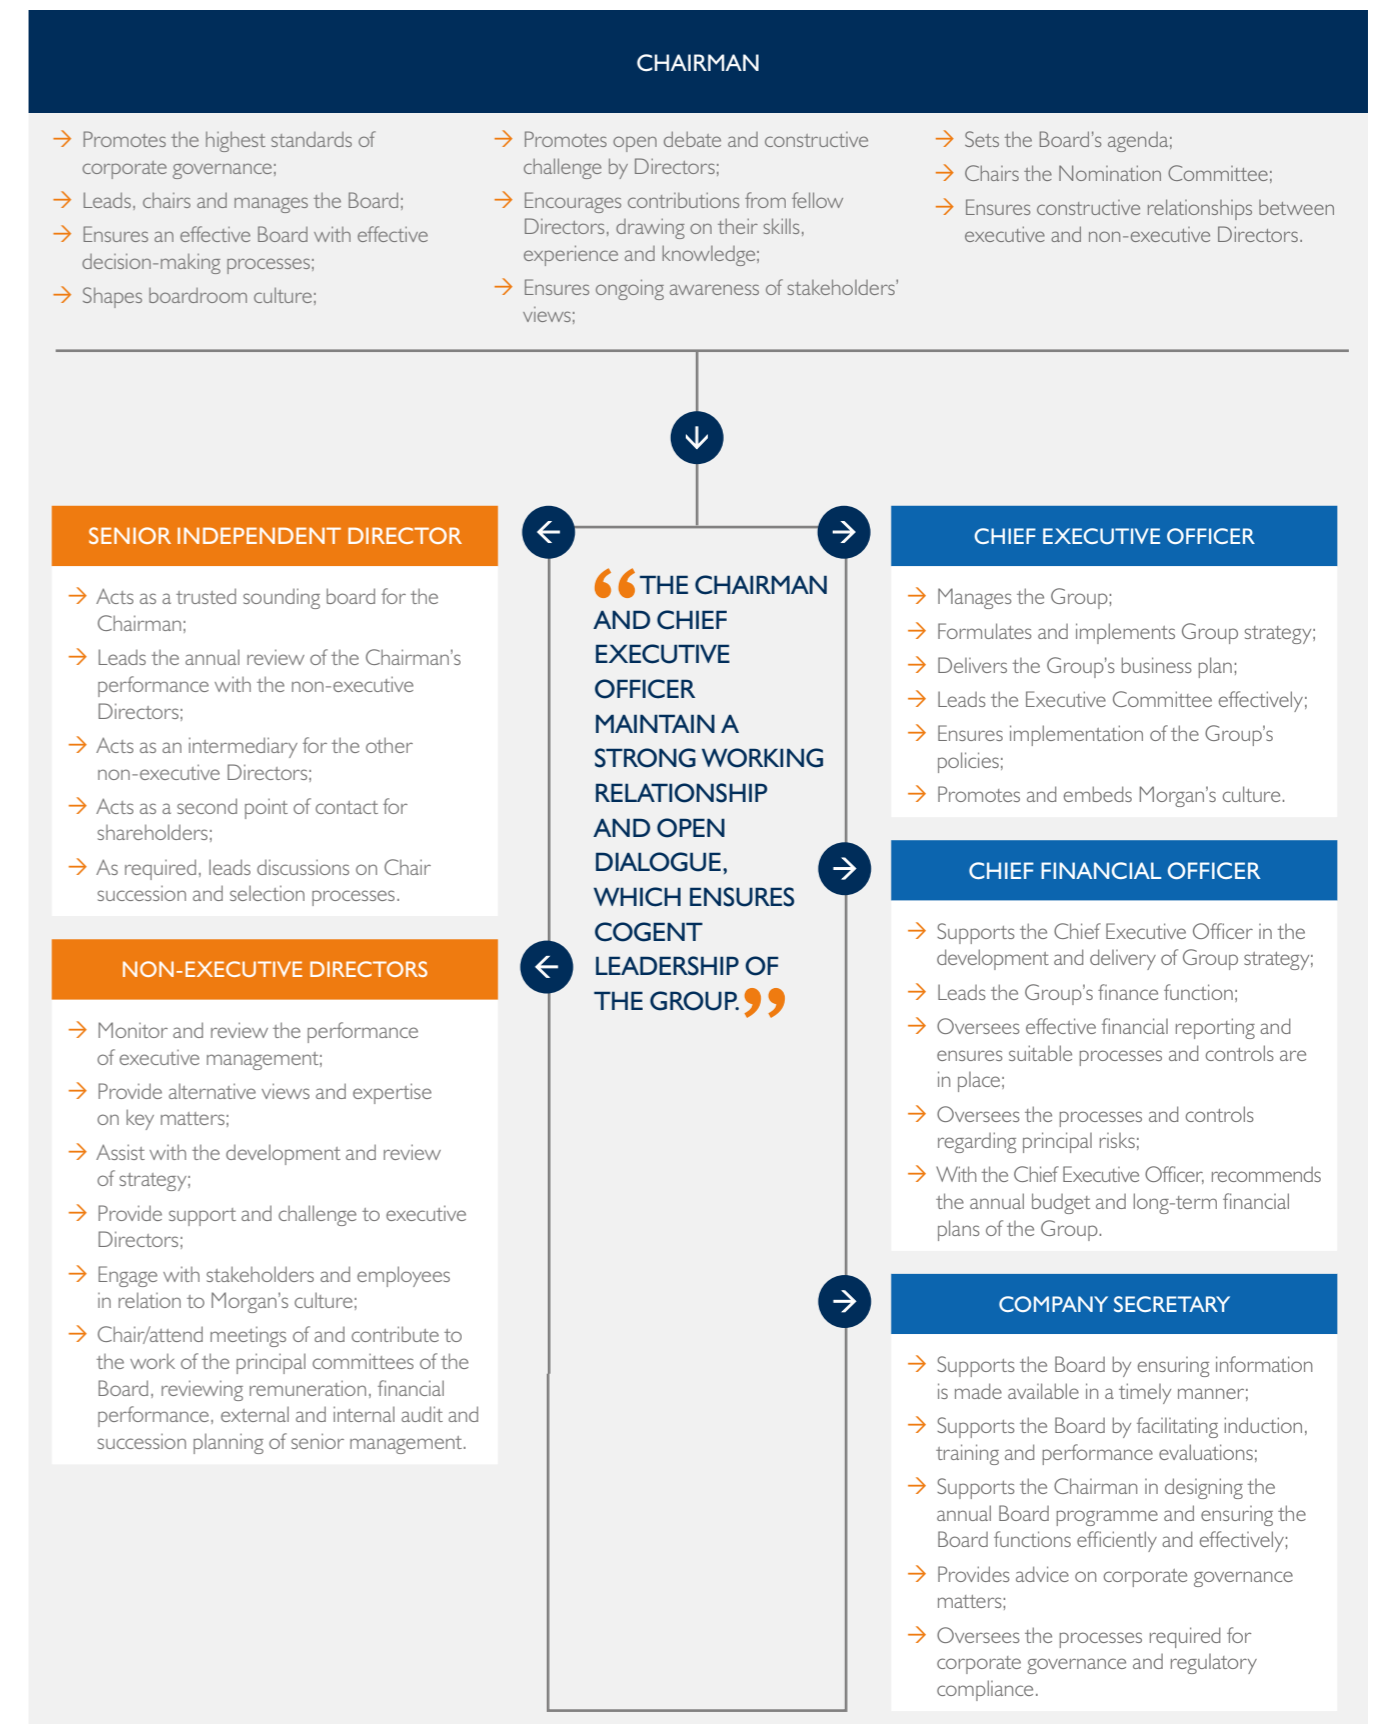 CHAIRMAN
→ Promotes the highest standards of
corporate governance;
→ Leads, chairs and manages the Board;
→ Ensures an effective Board with effective
decision-making processes;
→ Shapes boardroom culture;
→ Promotes open debate and constructive
challenge by Directors;
→ Encourages contributions from fellow
Directors, drawing on their skills,
experience and knowledge;
→ Ensures ongoing awareness of stakeholders'
views;
→ Sets the Board's agenda;
→ Chairs the Nomination Committee;
→ Ensures constructive relationships between
executive and non-executive Directors.
SENIOR INDEPENDENT DIRECTOR
→ Acts as a trusted sounding board for the
Chairman;
→ Leads the annual review of the Chairman's
performance with the non-executive
Directors;
→ Acts as an intermediary for the other
non-executive Directors;
→ Acts as a second point of contact for
shareholders;
→ As required, leads discussions on Chair
succession and selection processes.
NON-EXECUTIVE DIRECTORS
→ Monitor and review the performance
of executive management;
→ Provide alternative views and expertise
on key matters;
→ Assist with the development and review
of strategy;
→ Provide support and challenge to executive
Directors;
→ Engage with stakeholders and employees
in relation to Morgan's culture;
→ Chair/attend meetings of and contribute to
the work of the principal committees of the
Board, reviewing remuneration, financial
performance, external and internal audit and
succession planning of senior management.
“THE CHAIRMAN
AND CHIEF
EXECUTIVE
OFFICER
MAINTAIN A
STRONG WORKING
RELATIONSHIP
AND OPEN
DIALOGUE,
WHICH ENSURES
COGENT
LEADERSHIP OF
THE GROUP.”
CHIEF EXECUTIVE OFFICER
→ Manages the Group;
→ Formulates and implements Group strategy;
→ Delivers the Group's business plan;
→ Leads the Executive Committee effectively;
→ Ensures implementation of the Group's
policies;
→ Promotes and embeds Morgan's culture.
CHIEF FINANCIAL OFFICER
→ Supports the Chief Executive Officer in the
development and delivery of Group strategy;
→ Leads the Group's finance function;
→ Oversees effective financial reporting and
ensures suitable processes and controls are
in place;
→ Oversees the processes and controls
regarding principal risks;
→ With the Chief Executive Officer, recommends
the annual budget and long-term financial
plans of the Group.
COMPANY SECRETARY
→ Supports the Board by ensuring information
is made available in a timely manner;
→ Supports the Board by facilitating induction,
training and performance evaluations;
→ Supports the Chairman in designing the
annual Board programme and ensuring the
Board functions efficiently and effectively;
→ Provides advice on corporate governance
matters;
→ Oversees the processes required for
corporate governance and regulatory
compliance.